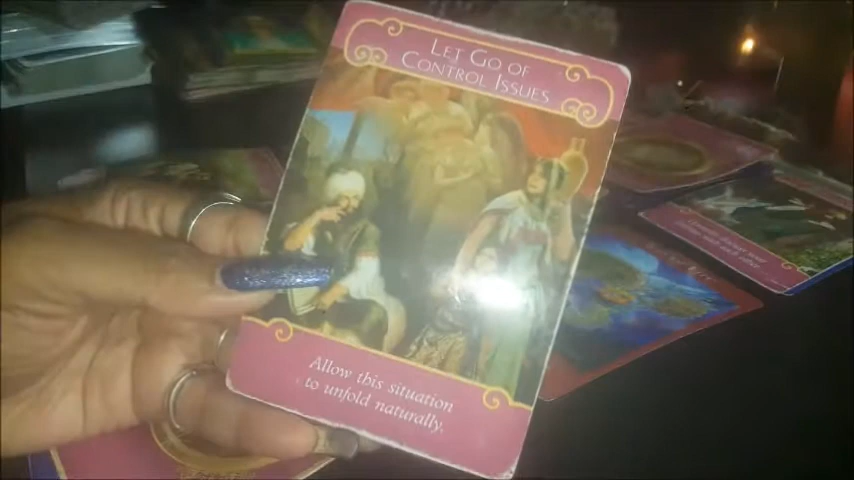 LET GO OF
CONTROL ISSUES
Allow this situation
to unfold naturally.